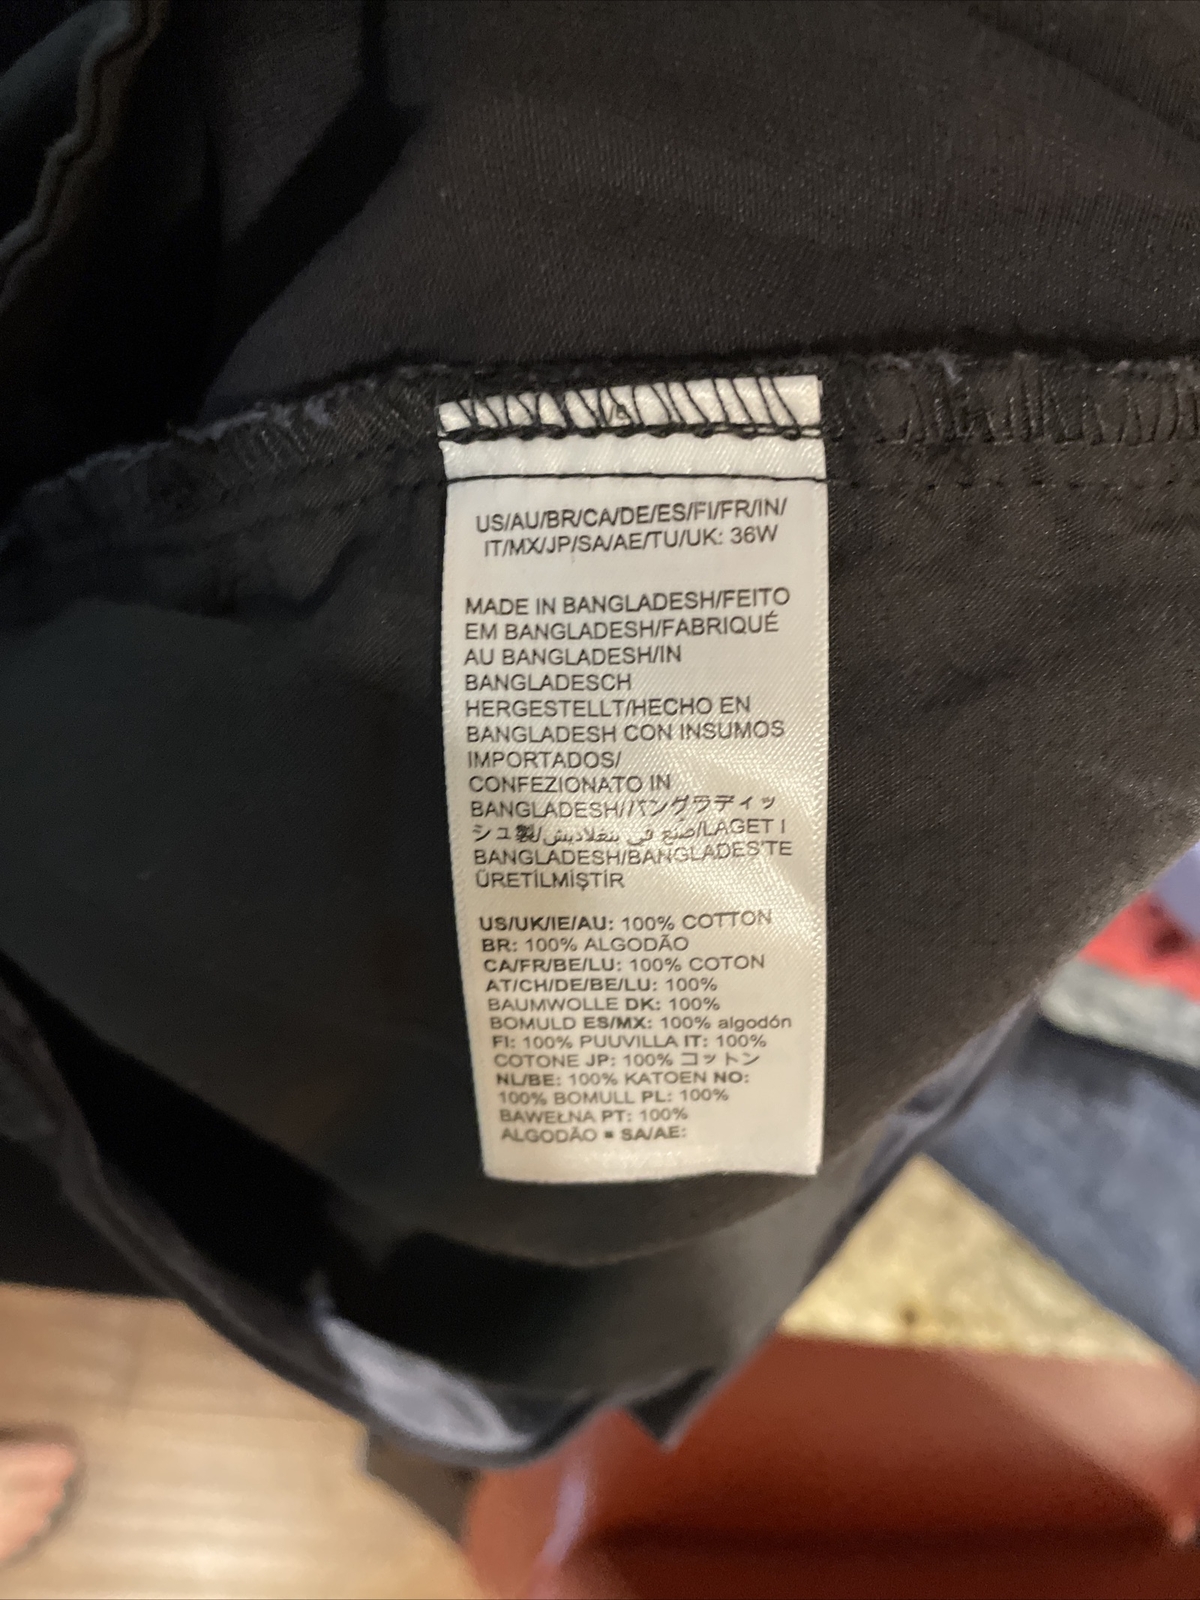 US/AU/BR/CA/DE/ES/FI/FR/IN/
IT/MX/JP/SA/AE/TU/UK: 36W
MADE IN BANGLADESH/FEITO
EM BANGLADESH/FABRIQUÉ
AU BANGLADESH/IN
BANGLADESCH
HERGESTELLT/HECHO EN
BANGLADESH CON INSUMOS
IMPORTADOS/
CONFEZIONATO IN
BANGLADESH/バングラディッ
シュ製/صنع في بنغلاديش/LAGET I
BANGLADESH/BANGLADES'TE
ÜRETİLMİŞTİR
US/UK/IE/AU: 100% COTTON
BR: 100% ALGODÃO
CA/FR/BE/LU: 100% COTON
AT/CH/DE/BE/LU: 100%
BAUMWOLLE DK: 100%
BOMULD ES/MX: 100% algodón
FI: 100% PUUVILLA IT: 100%
COTONE JP: 100% コットン
NL/BE: 100% KATOEN NO:
100% BOMULL PL: 100%
BAWEŁNA PT: 100%
ALGODÃO ▪ SA/AE: